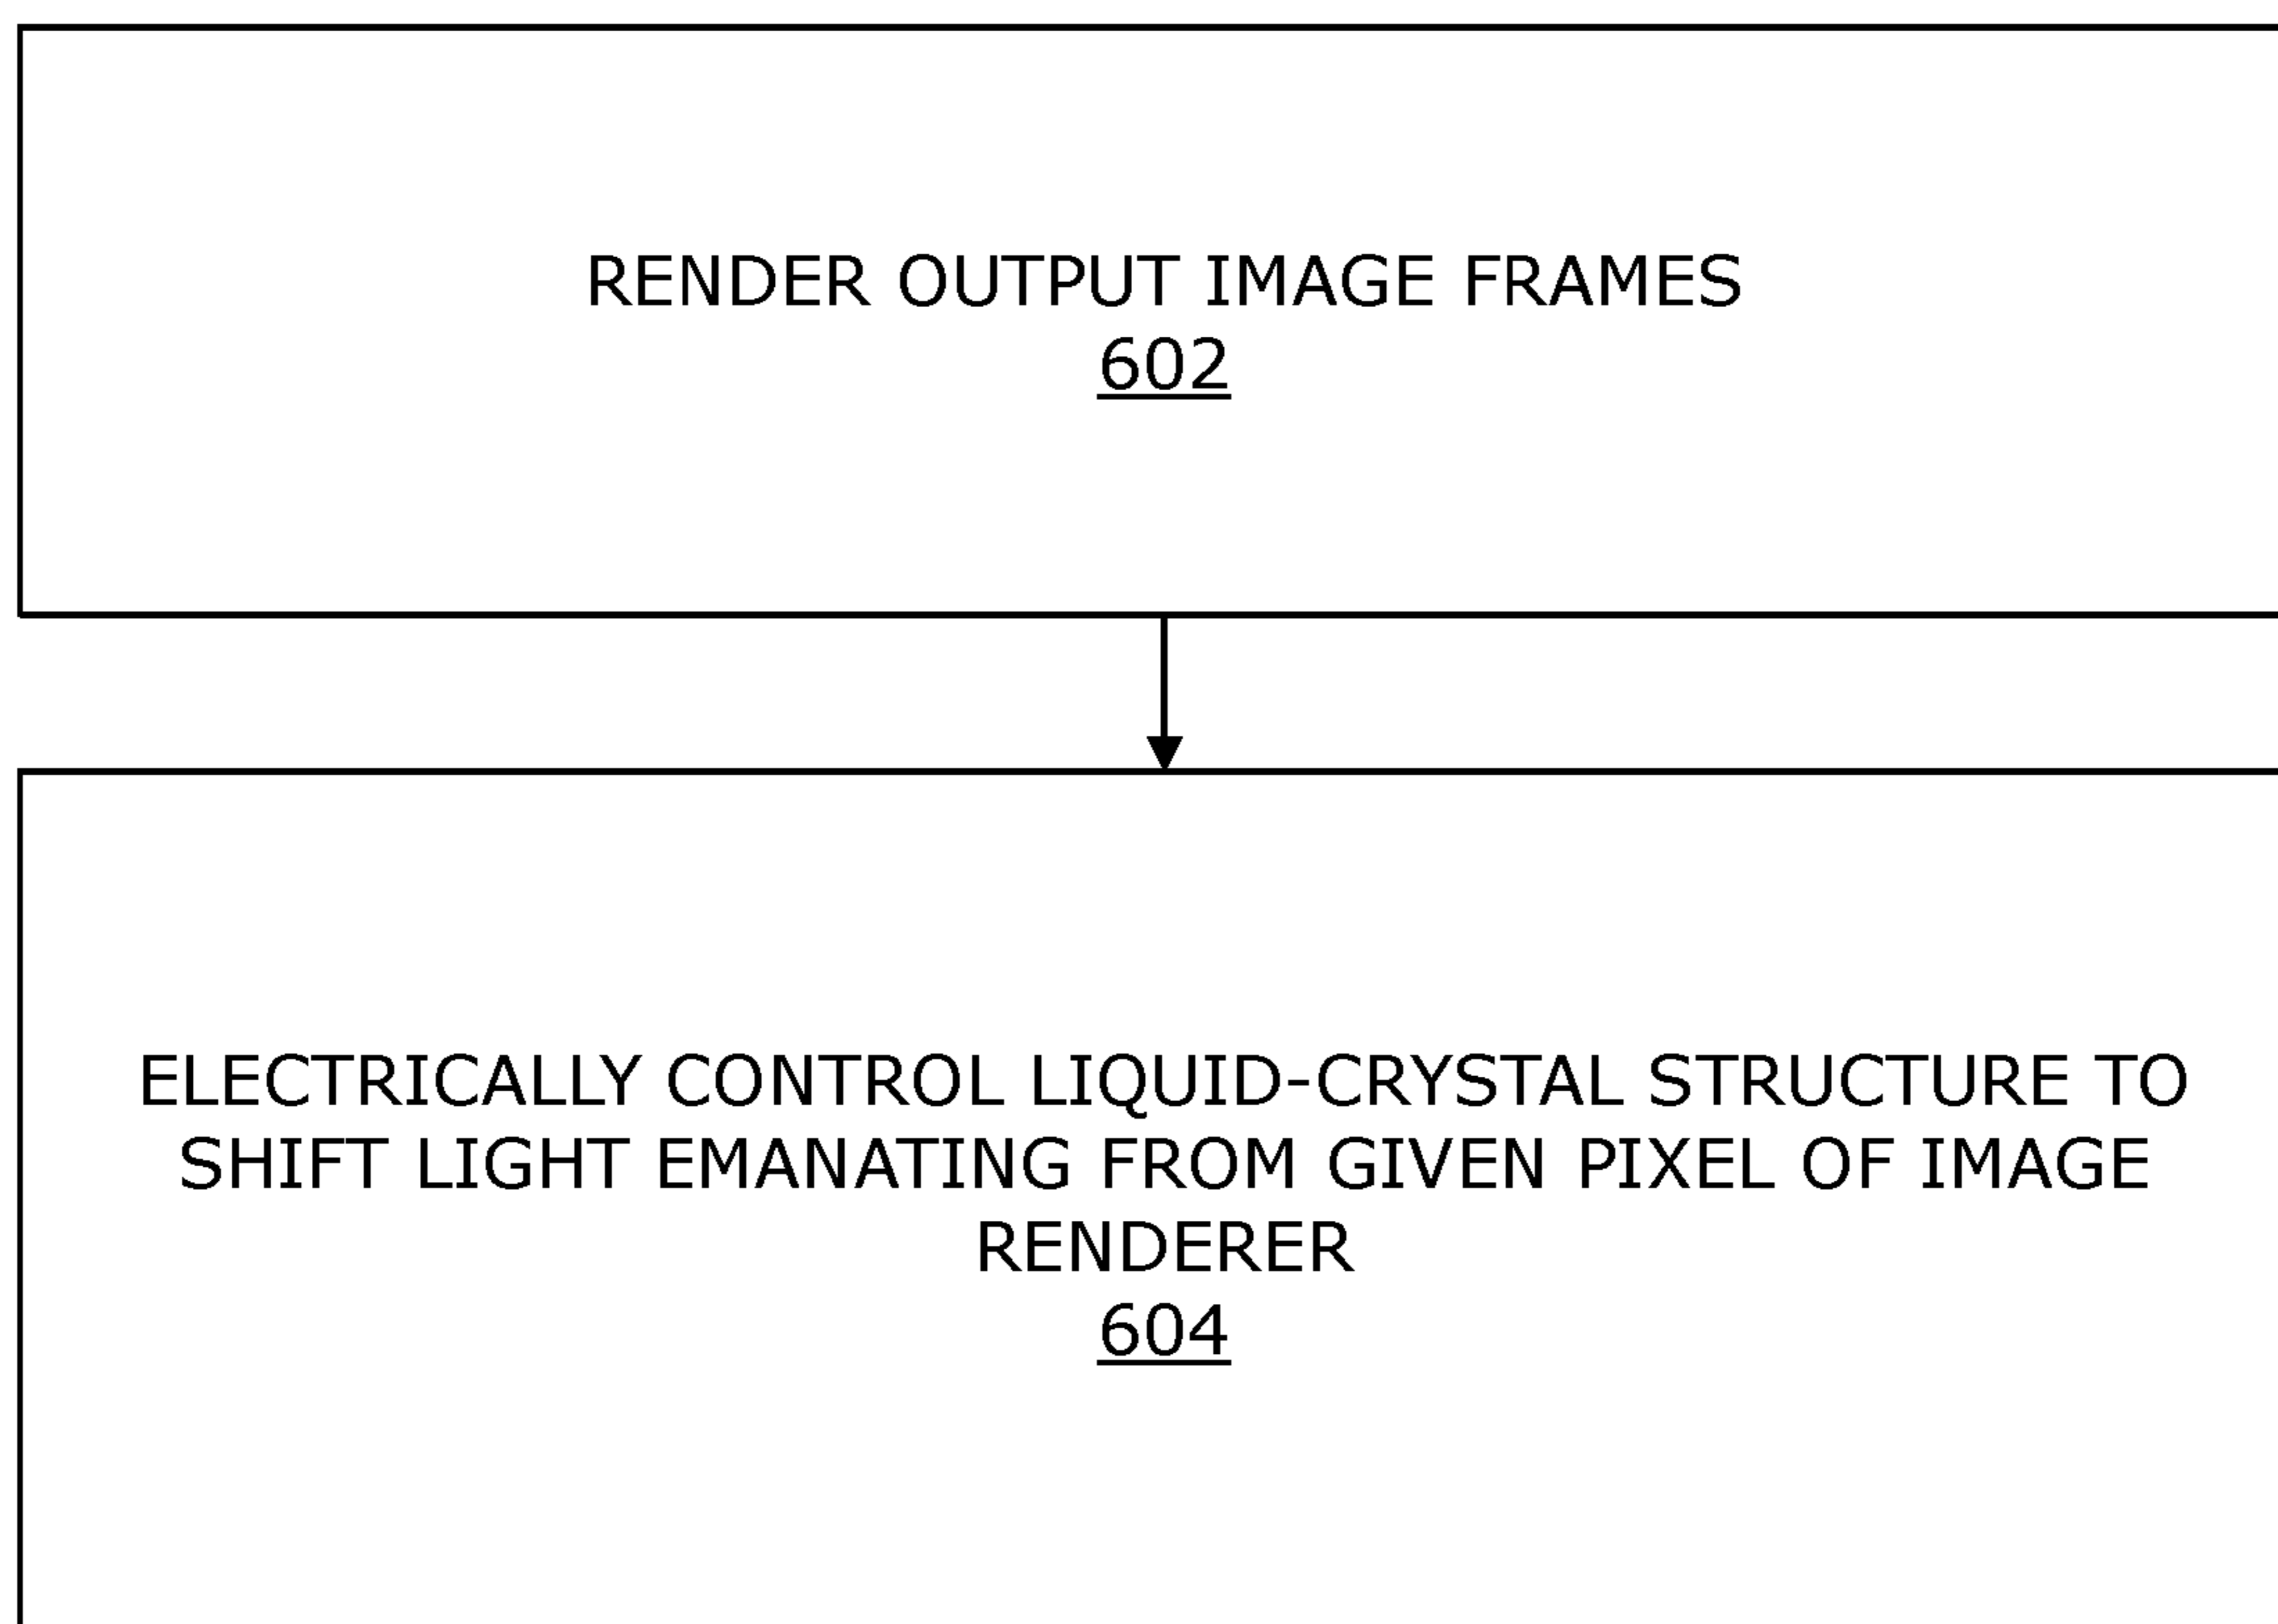 RENDER OUTPUT IMAGE FRAMES
602
ELECTRICALLY CONTROL LIQUID-CRYSTAL STRUCTURE TO
SHIFT LIGHT EMANATING FROM GIVEN PIXEL OF IMAGE
RENDERER
604